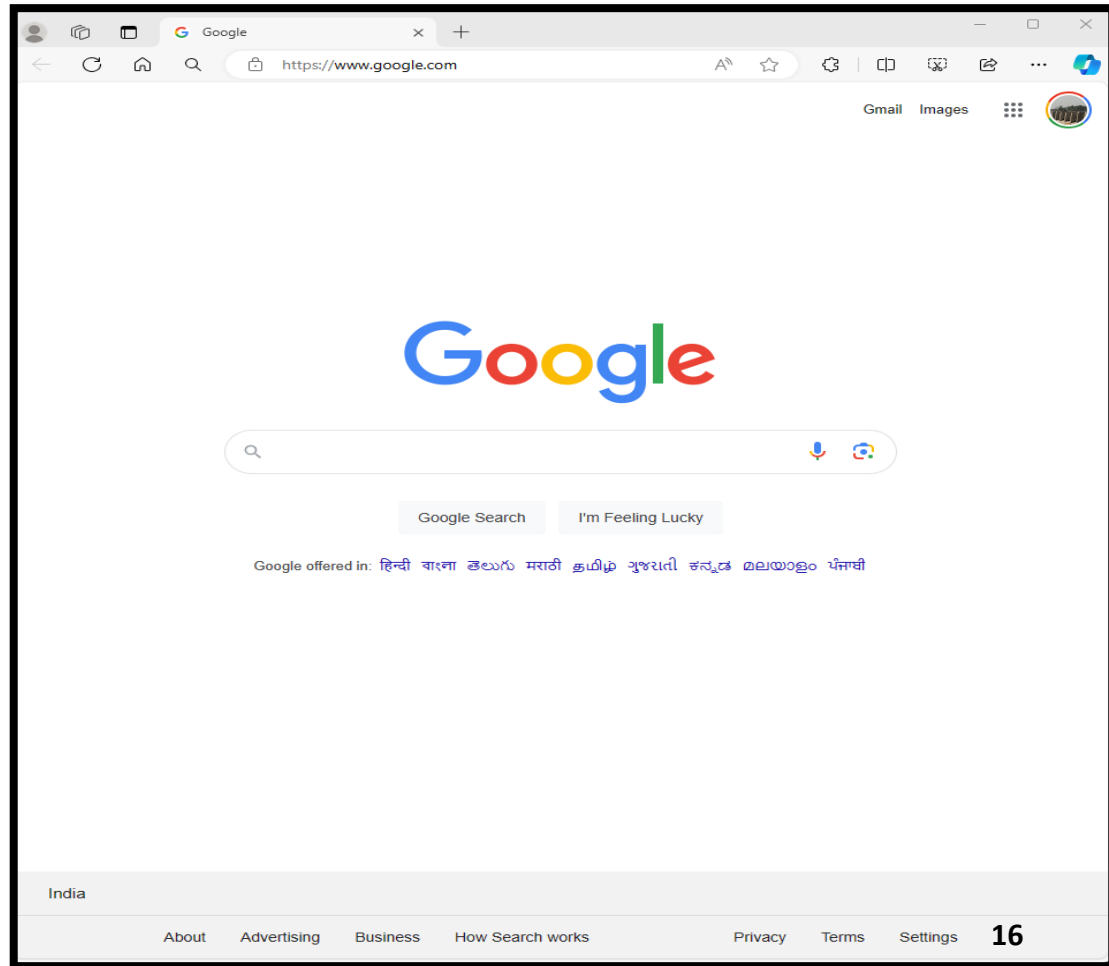 Google
https://www.google.com
Gmail Images
Google
Google Search I'm Feeling Lucky
Google offered in: हिन्दी বাংলা తెలుగు मराठी தமிழ் ગુજરાતી ಕನ್ನಡ മലയാളം ਪੰਜਾਬੀ
India
About Advertising Business How Search works Privacy Terms Settings 16